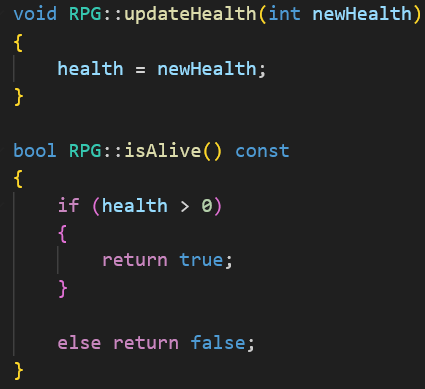 void RPG::updateHealth(int newHealth)
{
    health = newHealth;
}

bool RPG::isAlive() const
{
    if (health > 0)
    {
        return true;
    }

    else return false;
}